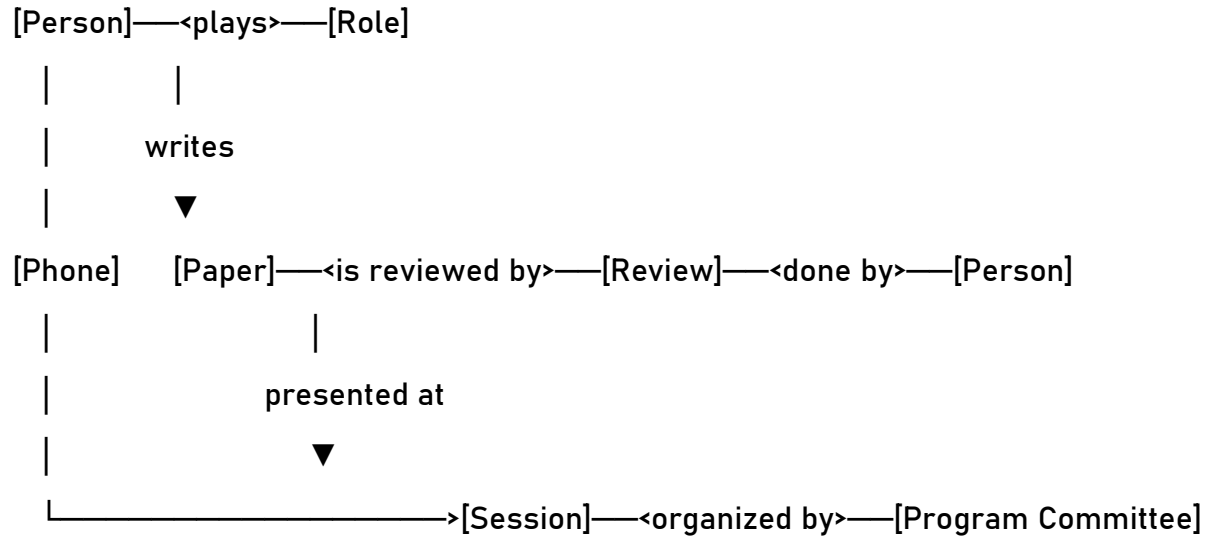 [Person]——<plays>——[Role]
writes
[Phone] [Paper]——<is reviewed by>——[Review]——<done by>——[Person]
presented at
>[Session]——<organized by>——[Program Committee]